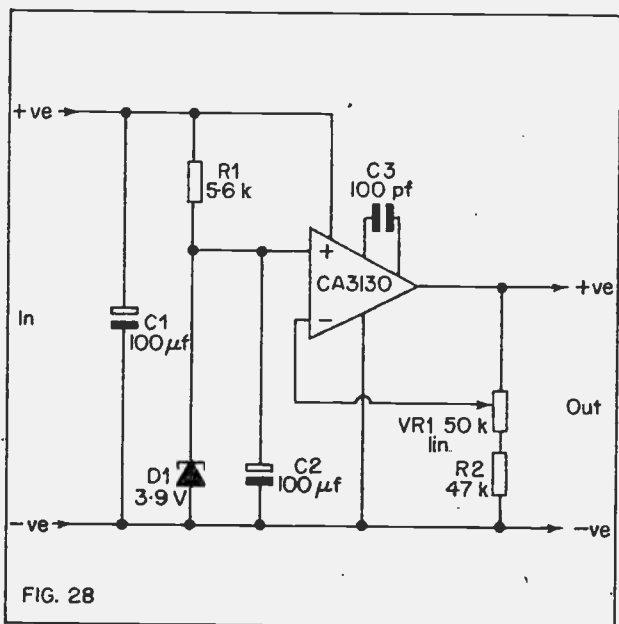 +ve
R1
5·6 k
C3
100 pf
+
CA3130
−
+ve
In
C1
100 µf
VR1 50 k
lin.
Out
R2
47 k
D1
3·9 V
C2
100 µf
−ve
−ve
FIG. 28